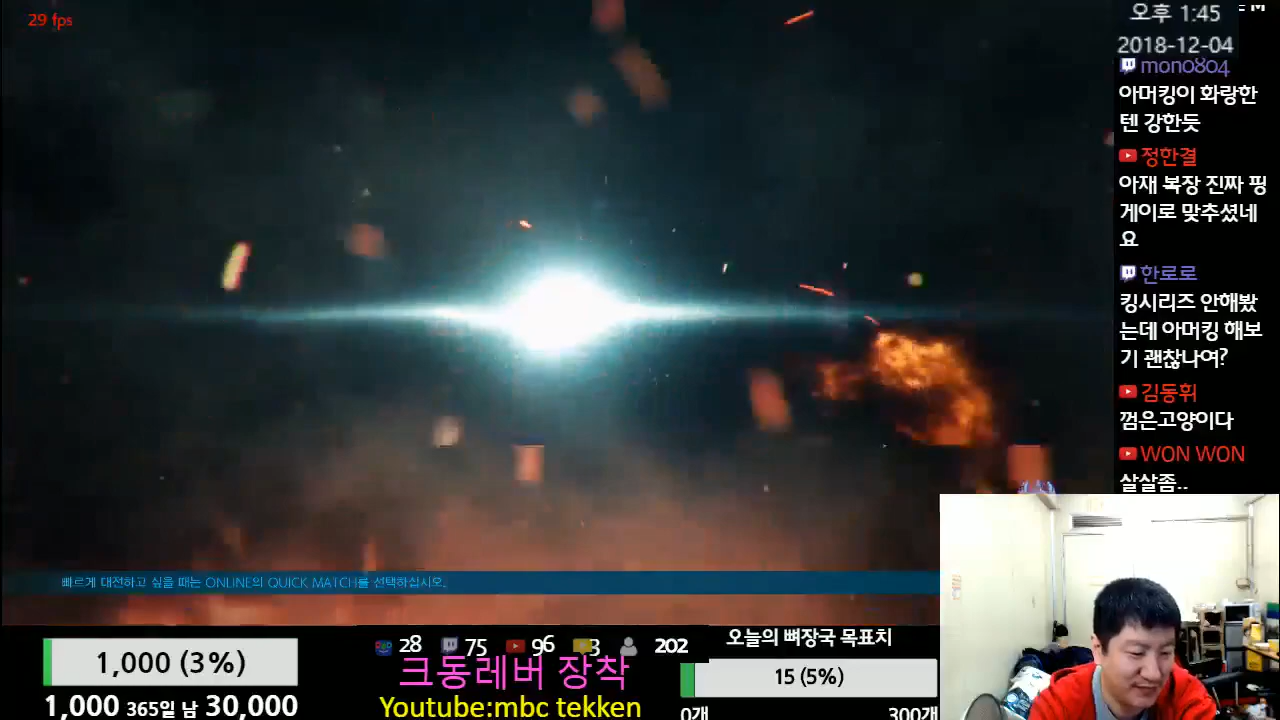 29 fps
오후 1:45
2018-12-04
mono804
아머킹이 화랑한
텐 강한듯
정한결
아재 복장 진짜 핑
게이로 맞추셨네
요
한로로
킹시리즈 안해봤
는데 아머킹 해보
기 괜찮나여?
김동휘
껌은고양이다
WON WON
살살좀..
빠르게 대전하고 싶을 때는 ONLINE의 QUICK MATCH를 선택하십시오.
1,000 (3%)
1,000 365일 남 30,000
28 75 96 3 202
크동레버 장착
Youtube:mbc tekken
오늘의 뼈장국 목표치
15 (5%)
0개 300개